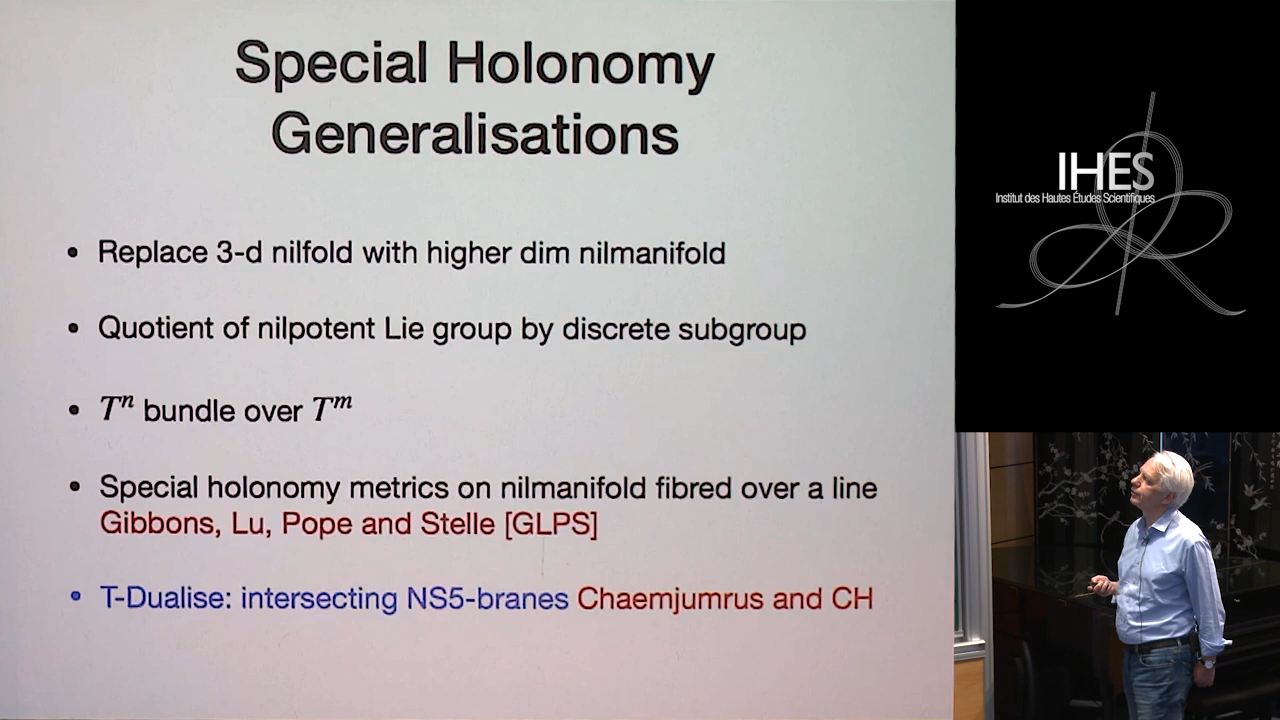 Special Holonomy
Generalisations
• Replace 3-d nilfold with higher dim nilmanifold
• Quotient of nilpotent Lie group by discrete subgroup
• Tⁿ bundle over Tᵐ
• Special holonomy metrics on nilmanifold fibred over a line
Gibbons, Lu, Pope and Stelle [GLPS]
• T-Dualise: intersecting NS5-branes Chaemjumrus and CH
IHES
Institut des Hautes Études Scientifiques